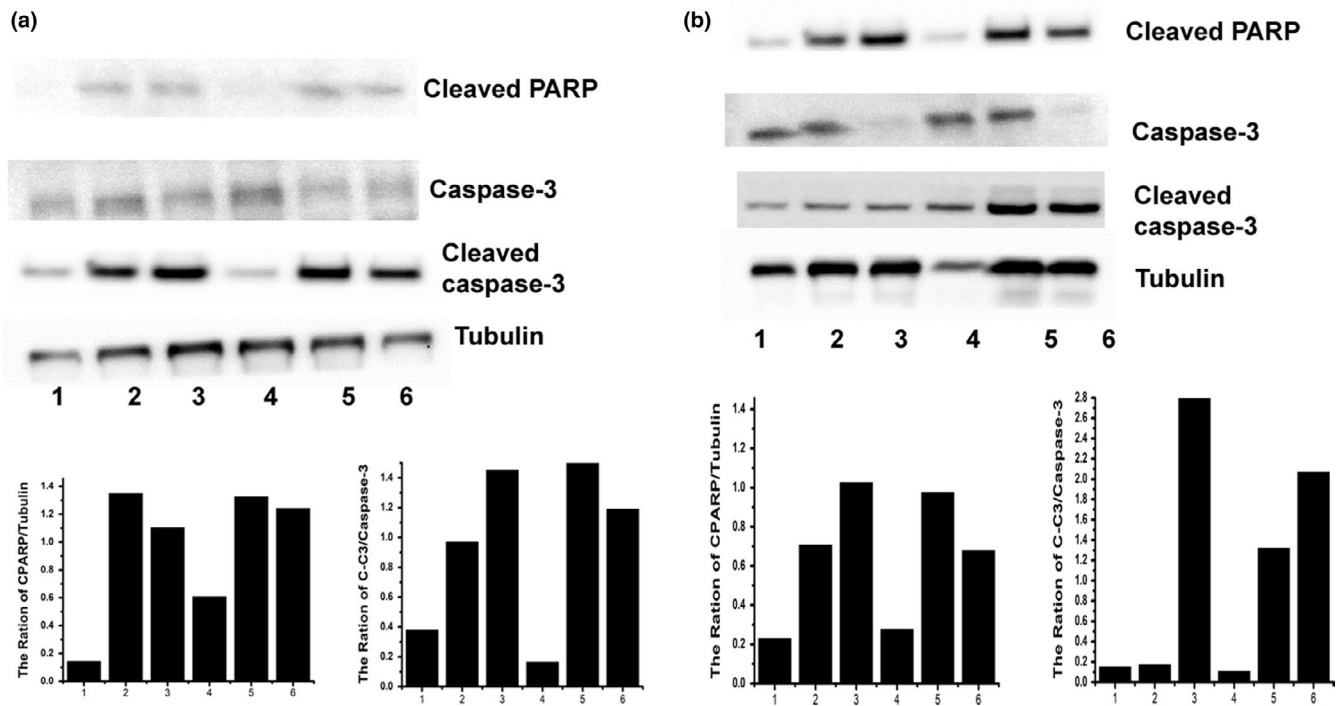 (a)
Cleaved PARP
Caspase-3
Cleaved
caspase-3
Tubulin
1 2 3 4 5 6
The Ration of CPARP/Tubulin
1.4
1.2
1.0
0.8
0.6
0.4
0.2
0.0
1 2 3 4 5 6
The Ration of C-C3/Caspase-3
1.4
1.2
1.0
0.8
0.6
0.4
0.2
0.0
1 2 3 4 5 6
(b)
Cleaved PARP
Caspase-3
Cleaved
caspase-3
Tubulin
1 2 3 4 5 6
The Ration of CPARP/Tubulin
1.4
1.2
1.0
0.8
0.6
0.4
0.2
0.0
1 2 3 4 5 6
The Ration of C-C3/Caspase-3
2.8
2.6
2.4
2.2
2.0
1.8
1.6
1.4
1.2
1.0
0.8
0.6
0.4
0.2
0.0
1 2 3 4 5 6